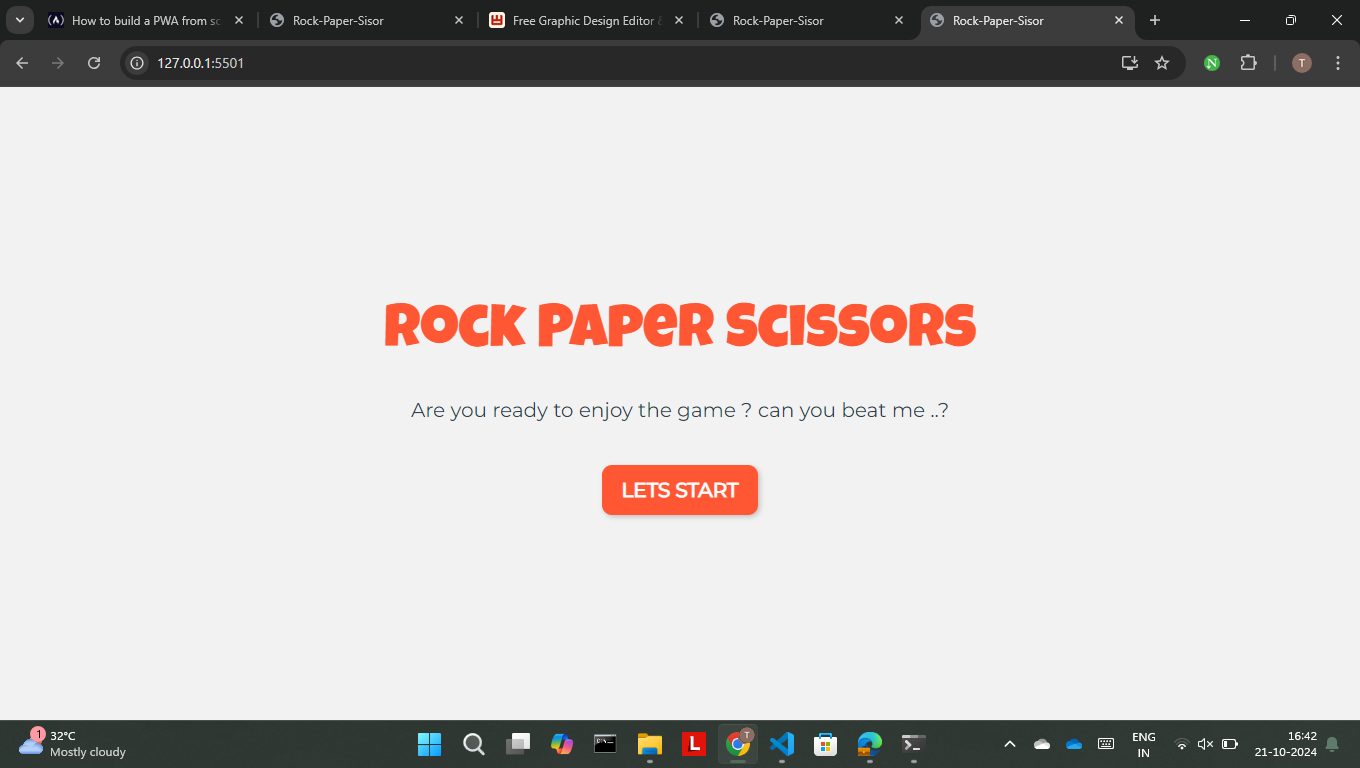 How to build a PWA from sc
Rock-Paper-Sisor
Free Graphic Design Editor &
Rock-Paper-Sisor
Rock-Paper-Sisor
127.0.0.1:5501
N
T
ROCK PAPER SCISSORS
Are you ready to enjoy the game ? can you beat me ..?
LETS START
1
32°C
Mostly cloudy
L
T
ENG
IN
16:42
21-10-2024